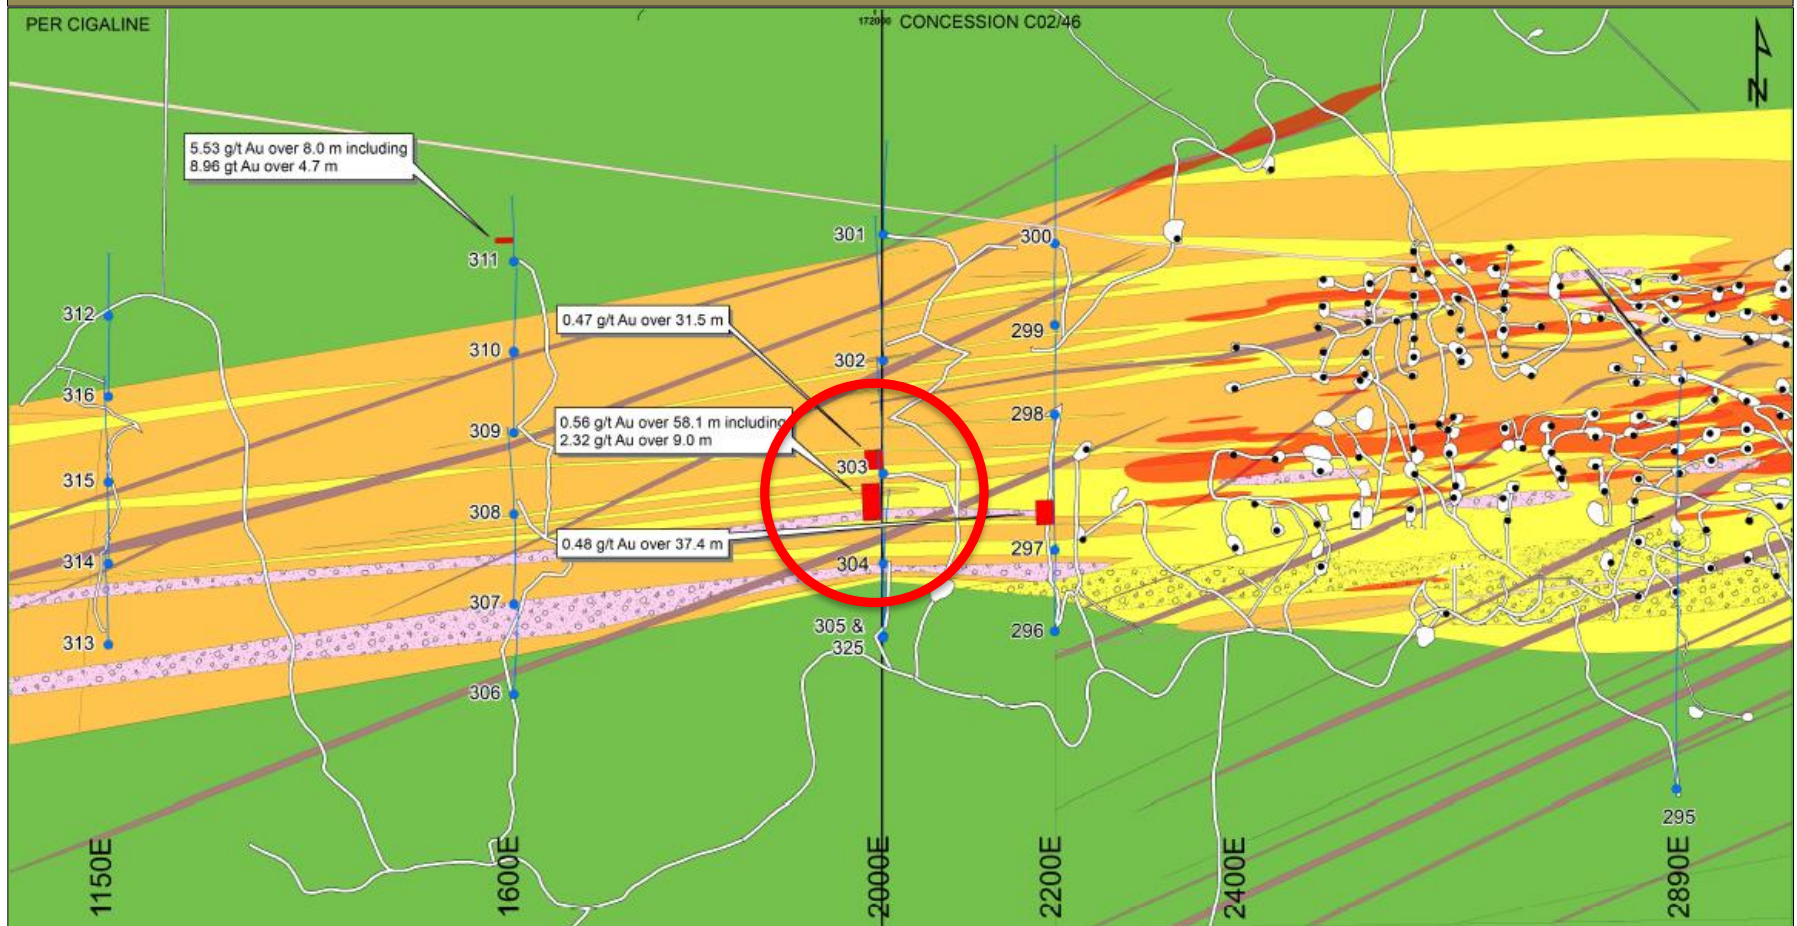 PER CIGALINE
172000
CONCESSION C02/46
N
5.53 g/t Au over 8.0 m including
8.96 gt Au over 4.7 m
301
300
311
312
0.47 g/t Au over 31.5 m
299
310
302
316
298
0.56 g/t Au over 58.1 m including
2.32 g/t Au over 9.0 m
309
303
315
308
0.48 g/t Au over 37.4 m
297
314
304
307
305 &
325
296
313
306
295
1150E
1600E
2000E
2200E
2400E
2890E